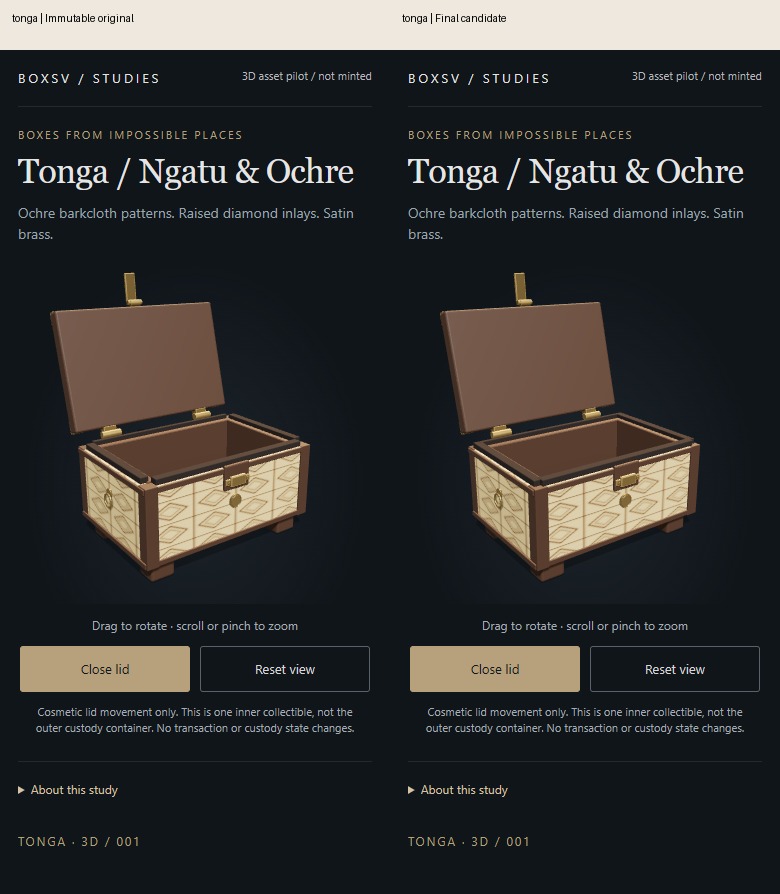 tonga | Immutable original
BOXSV / STUDIES
3D asset pilot / not minted
BOXES FROM IMPOSSIBLE PLACES
Tonga / Ngatu & Ochre
Ochre barkcloth patterns. Raised diamond inlays. Satin
brass.
Drag to rotate · scroll or pinch to zoom
Close lid
Reset view
Cosmetic lid movement only. This is one inner collectible, not the
outer custody container. No transaction or custody state changes.
▶ About this study
TONGA · 3D / 001
tonga | Final candidate
BOXSV / STUDIES
3D asset pilot / not minted
BOXES FROM IMPOSSIBLE PLACES
Tonga / Ngatu & Ochre
Ochre barkcloth patterns. Raised diamond inlays. Satin
brass.
Drag to rotate · scroll or pinch to zoom
Close lid
Reset view
Cosmetic lid movement only. This is one inner collectible, not the
outer custody container. No transaction or custody state changes.
▶ About this study
TONGA · 3D / 001